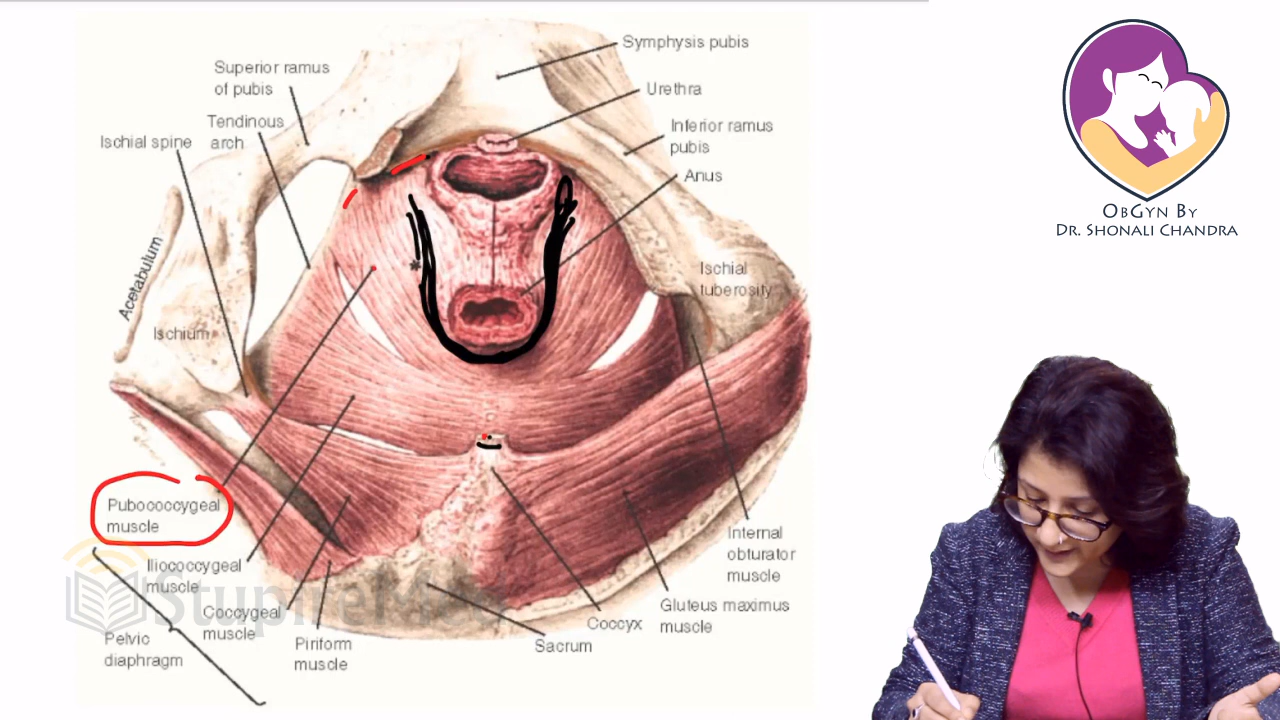 Symphysis pubis
Superior ramus
of pubis
Urethra
Tendinous
arch
Inferior ramus
pubis
Ischial spine
Anus
Acetabulum
Ischial
tuberosity
Ischium
*
Pubococcygeal
muscle
Iliococcygeal
muscle
Coccygeal
muscle
Pelvic
diaphragm
Piriform
muscle
Sacrum
Coccyx
Gluteus maximus
muscle
Internal
obturator
muscle
OBGYN BY
DR. SHONALI CHANDRA